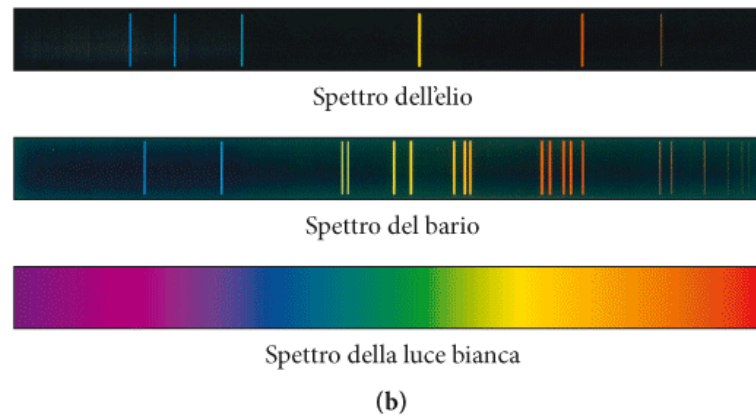 Spettro dell'elio
Spettro del bario
Spettro della luce bianca
(b)